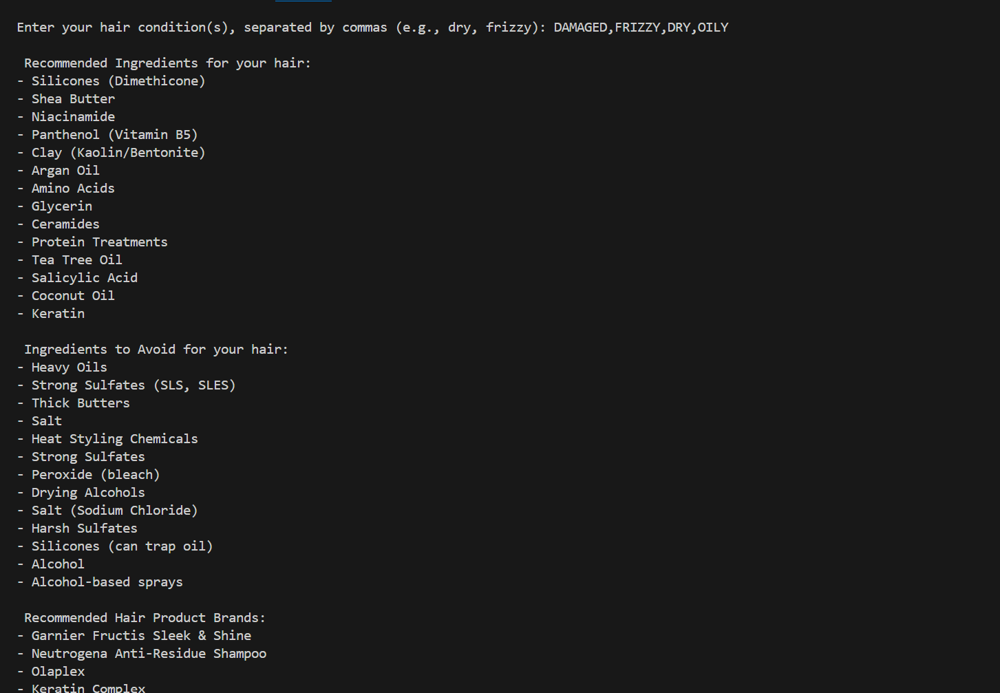 Enter your hair condition(s), separated by commas (e.g., dry, frizzy): DAMAGED,FRIZZY,DRY,OILY
Recommended Ingredients for your hair:
- Silicones (Dimethicone)
- Shea Butter
- Niacinamide
- Panthenol (Vitamin B5)
- Clay (Kaolin/Bentonite)
- Argan Oil
- Amino Acids
- Glycerin
- Ceramides
- Protein Treatments
- Tea Tree Oil
- Salicylic Acid
- Coconut Oil
- Keratin
Ingredients to Avoid for your hair:
- Heavy Oils
- Strong Sulfates (SLS, SLES)
- Thick Butters
- Salt
- Heat Styling Chemicals
- Strong Sulfates
- Peroxide (bleach)
- Drying Alcohols
- Salt (Sodium Chloride)
- Harsh Sulfates
- Silicones (can trap oil)
- Alcohol
- Alcohol-based sprays
Recommended Hair Product Brands:
- Garnier Fructis Sleek & Shine
- Neutrogena Anti-Residue Shampoo
- Olaplex
- Keratin Complex